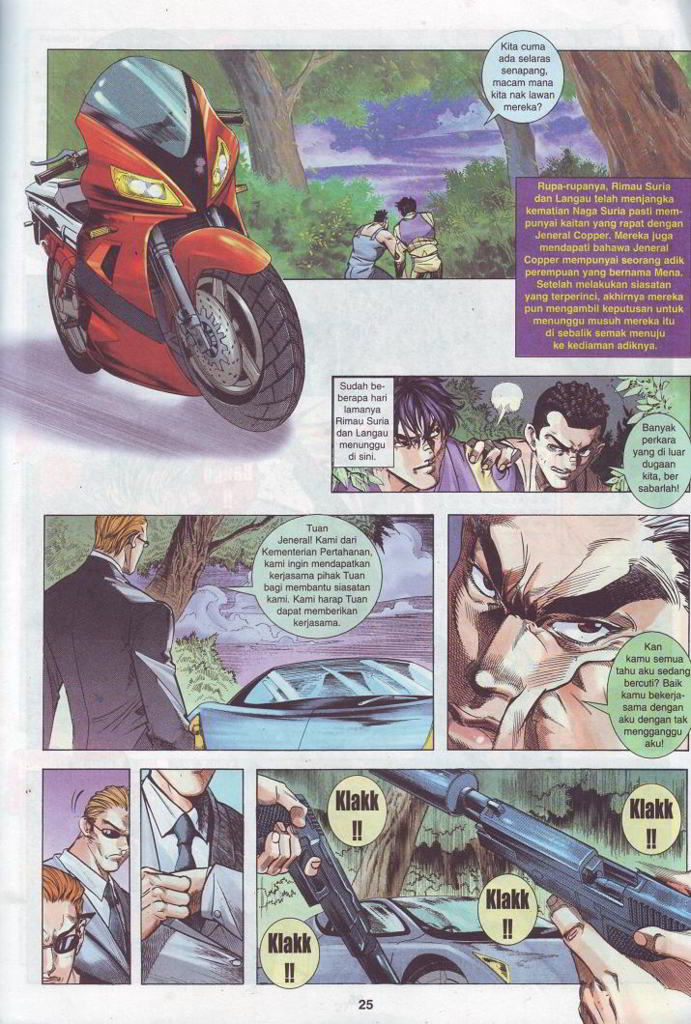 Kita cuma
ada selaras
senapang,
macam mana
kita nak lawan
mereka?
Rupa-rupanya, Rimau Suria
dan Langau telah menjangka
kematian Naga Suria pasti mem-
punyai kaitan yang rapat dengan
Jeneral Copper. Mereka juga
mendapati bahawa Jeneral
Copper mempunyai seorang adik
perempuan yang bernama Mena.
Setelah melakukan siasatan
yang terperinci, akhirnya mereka
pun mengambil keputusan untuk
menunggu musuh mereka itu
di sebalik semak menuju
ke kediaman adiknya.
Sudah be-
berapa hari
lamanya
Rimau Suria
dan Langau
menunggu
di sini.
Banyak
perkara
yang di luar
dugaan
kita, ber
sabarlah!
Tuan
Jeneral! Kami dari
Kementerian Pertahanan,
kami ingin mendapatkan
kerjasama pihak Tuan
bagi membantu siasatan
kami. Kami harap Tuan
dapat memberikan
kerjasama.
Kan
kamu semua
tahu aku sedang
bercuti? Baik
kamu bekerja-
sama dengan
aku dengan tak
mengganggu
aku!
Klakk
!!
Klakk
!!
Klakk
!!
Klakk
!!
25